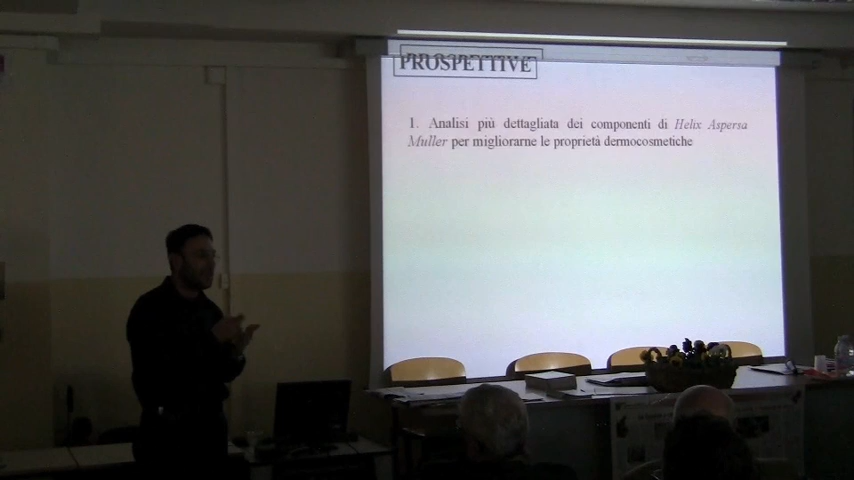 PROSPETTIVE
1. Analisi più dettagliata dei componenti di Helix Aspersa
Muller per migliorarne le proprietà dermocosmetiche